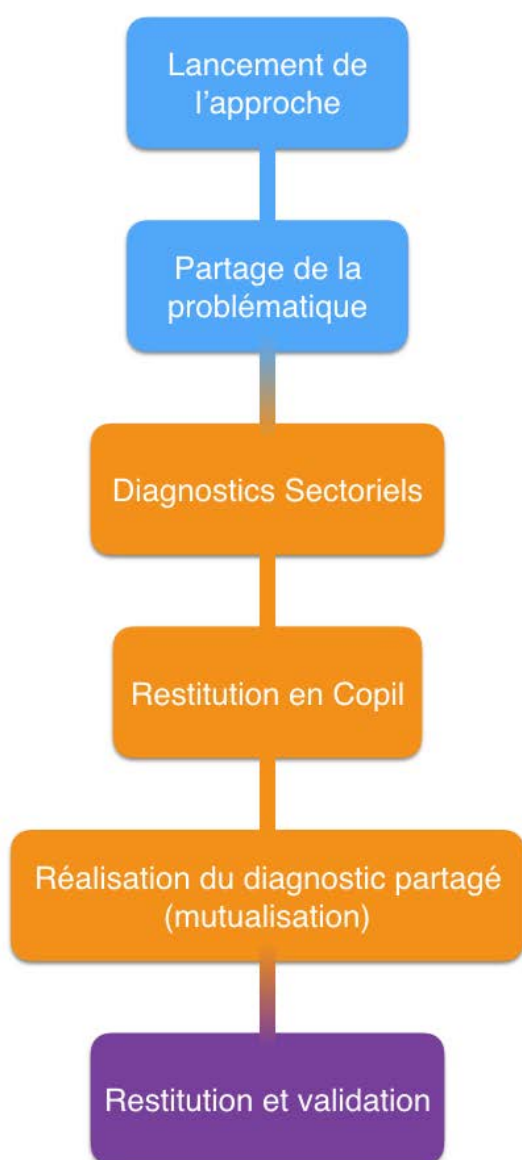 Lancement de
l’approche
Partage de la
problématique
Diagnostics Sectoriels
Restitution en Copil
Réalisation du diagnostic partagé
(mutualisation)
Restitution et validation